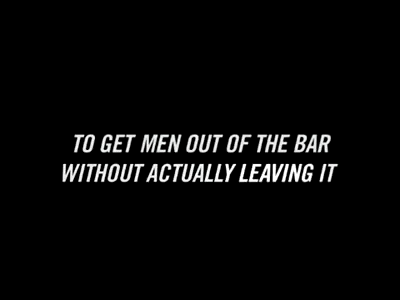 TO GET MEN OUT OF THE BAR
WITHOUT ACTUALLY LEAVING IT